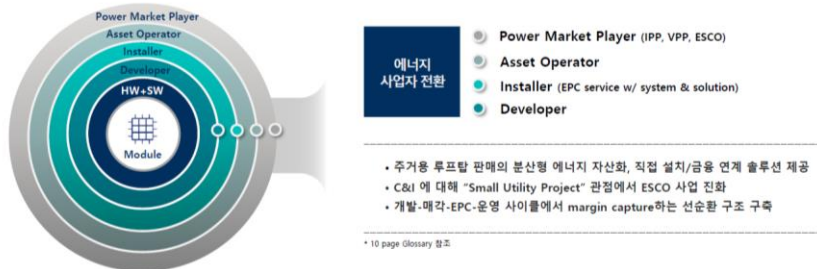 Power Market Player
Asset Operator
Installer
Developer
HW+SW
Module
에너지
사업자 전환
Power Market Player (IPP, VPP, ESCO)
Asset Operator
Installer (EPC service w/ system & solution)
Developer
• 주거용 루프탑 판매의 분산형 에너지 자산화, 직접 설치/금융 연계 솔루션 제공
• C&I 에 대해 "Small Utility Project" 관점에서 ESCO 사업 진화
• 개발-매각-EPC-운영 사이클에서 margin capture하는 선순환 구조 구축
* 10 page Glossary 참조